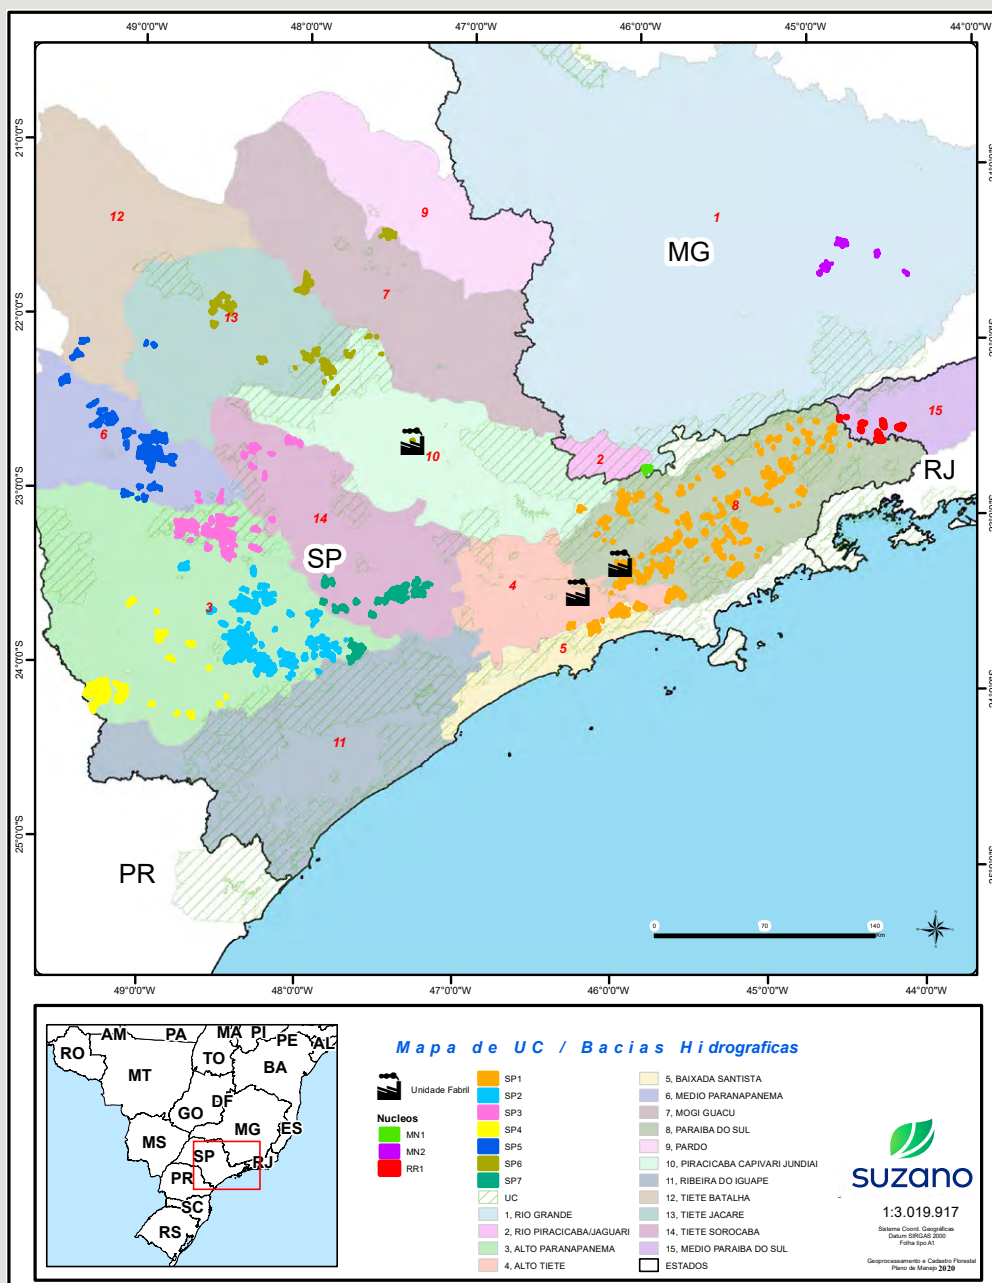 49°0'0"W 48°0'0"W 47°0'0"W 46°0'0"W 45°0'0"W 44°0'0"W
21°0'0"S
22°0'0"S
23°0'0"S
24°0'0"S
25°0'0"S
12
9
1
MG
7
13
15
6
2
10
RJ
8
14
SP
4
3
5
11
PR
0 70 140
Km
49°0'0"W 48°0'0"W 47°0'0"W 46°0'0"W 45°0'0"W 44°0'0"W
AM PA MA PI PE AL
RO TO BA
MT
DF
GO
MG ES
MS
SP RJ
PR
SC
RS
Mapa de UC / Bacias Hidrograficas
Unidade Fabril
Nucleos
MN1
MN2
RR1
SP1
SP2
SP3
SP4
SP5
SP6
SP7
UC
1, RIO GRANDE
2, RIO PIRACICABA/JAGUARI
3, ALTO PARANAPANEMA
4, ALTO TIETE
5, BAIXADA SANTISTA
6, MEDIO PARANAPANEMA
7, MOGI GUACU
8, PARAIBA DO SUL
9, PARDO
10, PIRACICABA CAPIVARI JUNDIAI
11, RIBEIRA DO IGUAPE
12, TIETE BATALHA
13, TIETE JACARE
14, TIETE SOROCABA
15, MEDIO PARAIBA DO SUL
ESTADOS
suzano
1:3.019.917
Sistema Coord. Geográficas
Datum SIRGAS 2000
Folha tipo A1
Geoprocessamento e Cadastro Florestal
Plano de Manejo 2020